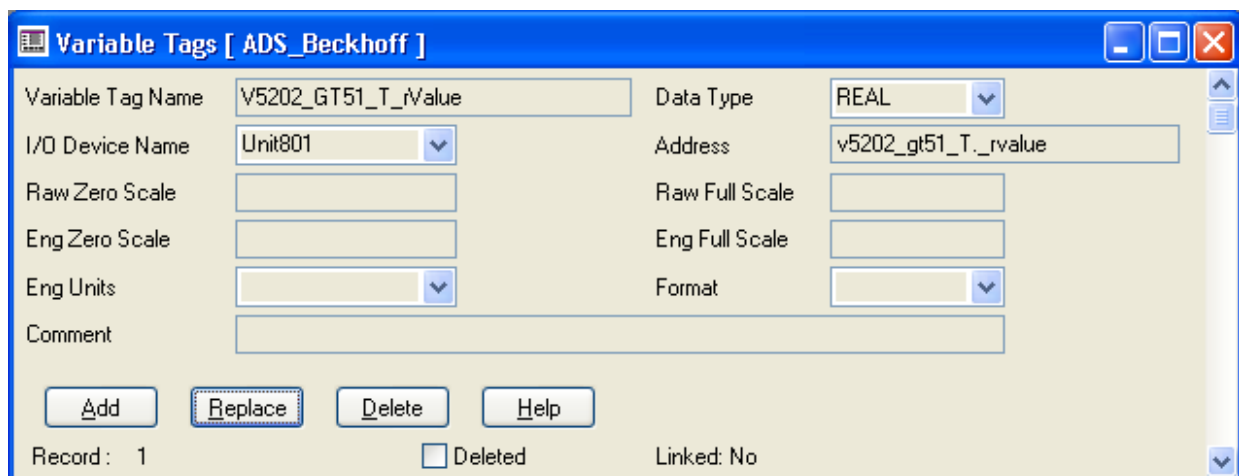 Variable Tags [ ADS_Beckhoff ]
Variable Tag Name V5202_GT51_T_rValue Data Type REAL
I/O Device Name Unit801 Address v5202_gt51_T._rvalue
Raw Zero Scale Raw Full Scale
Eng Zero Scale Eng Full Scale
Eng Units Format
Comment
Add Replace Delete Help
Record : 1 Deleted Linked: No